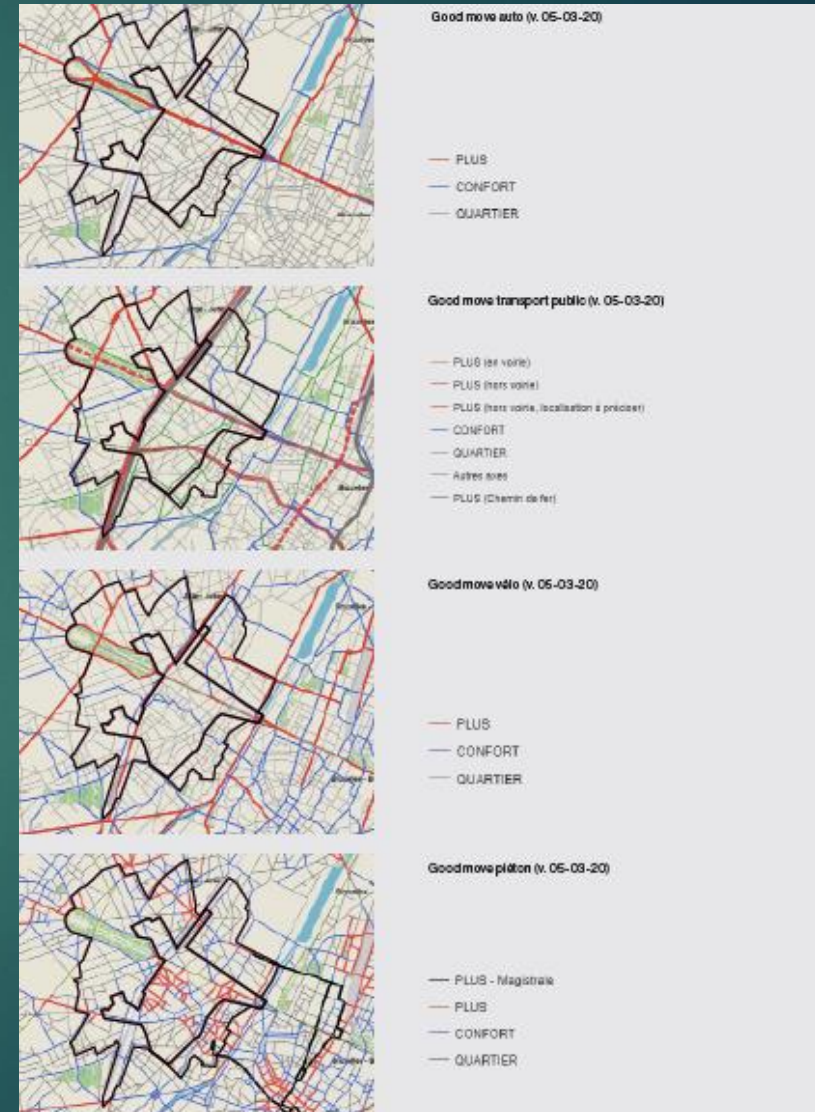 Good move auto (v. 05-03-20)
PLUS
CONFORT
QUARTIER
Good move transport public (v. 05-03-20)
PLUS (en voirie)
PLUS (hors voirie)
PLUS (hors voirie, localisation à préciser)
CONFORT
QUARTIER
Autres axes
PLUS (Chemin de fer)
Good move vélo (v. 05-03-20)
PLUS
CONFORT
QUARTIER
Good move piéton (v. 05-03-20)
PLUS - Magistrale
PLUS
CONFORT
QUARTIER